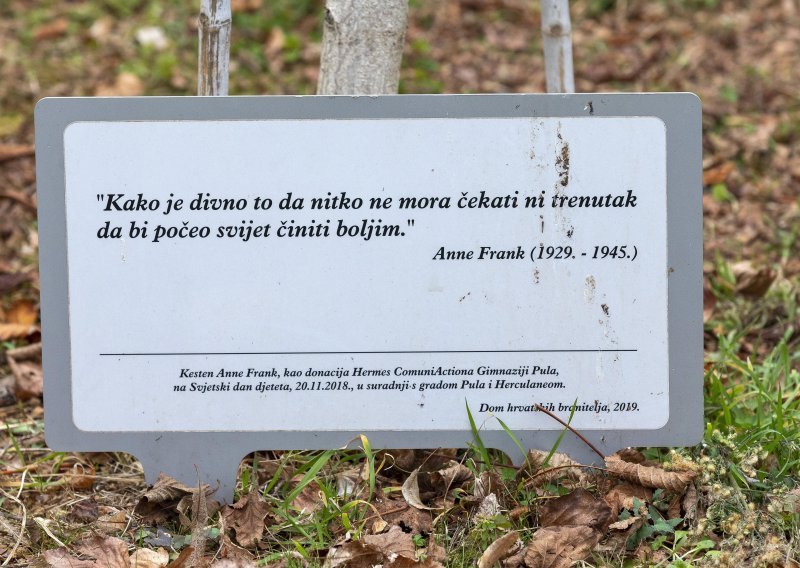 "Kako je divno to da nitko ne mora čekati ni trenutak
da bi počeo svijet činiti boljim."
Anne Frank (1929. - 1945.)
Kesten Anne Frank, kao donacija Hermes ComuniActiona Gimnaziji Pula,
na Svjetski dan djeteta, 20.11.2018., u suradnji s gradom Pula i Herculaneom.
Dom hrvatskih branitelja, 2019.